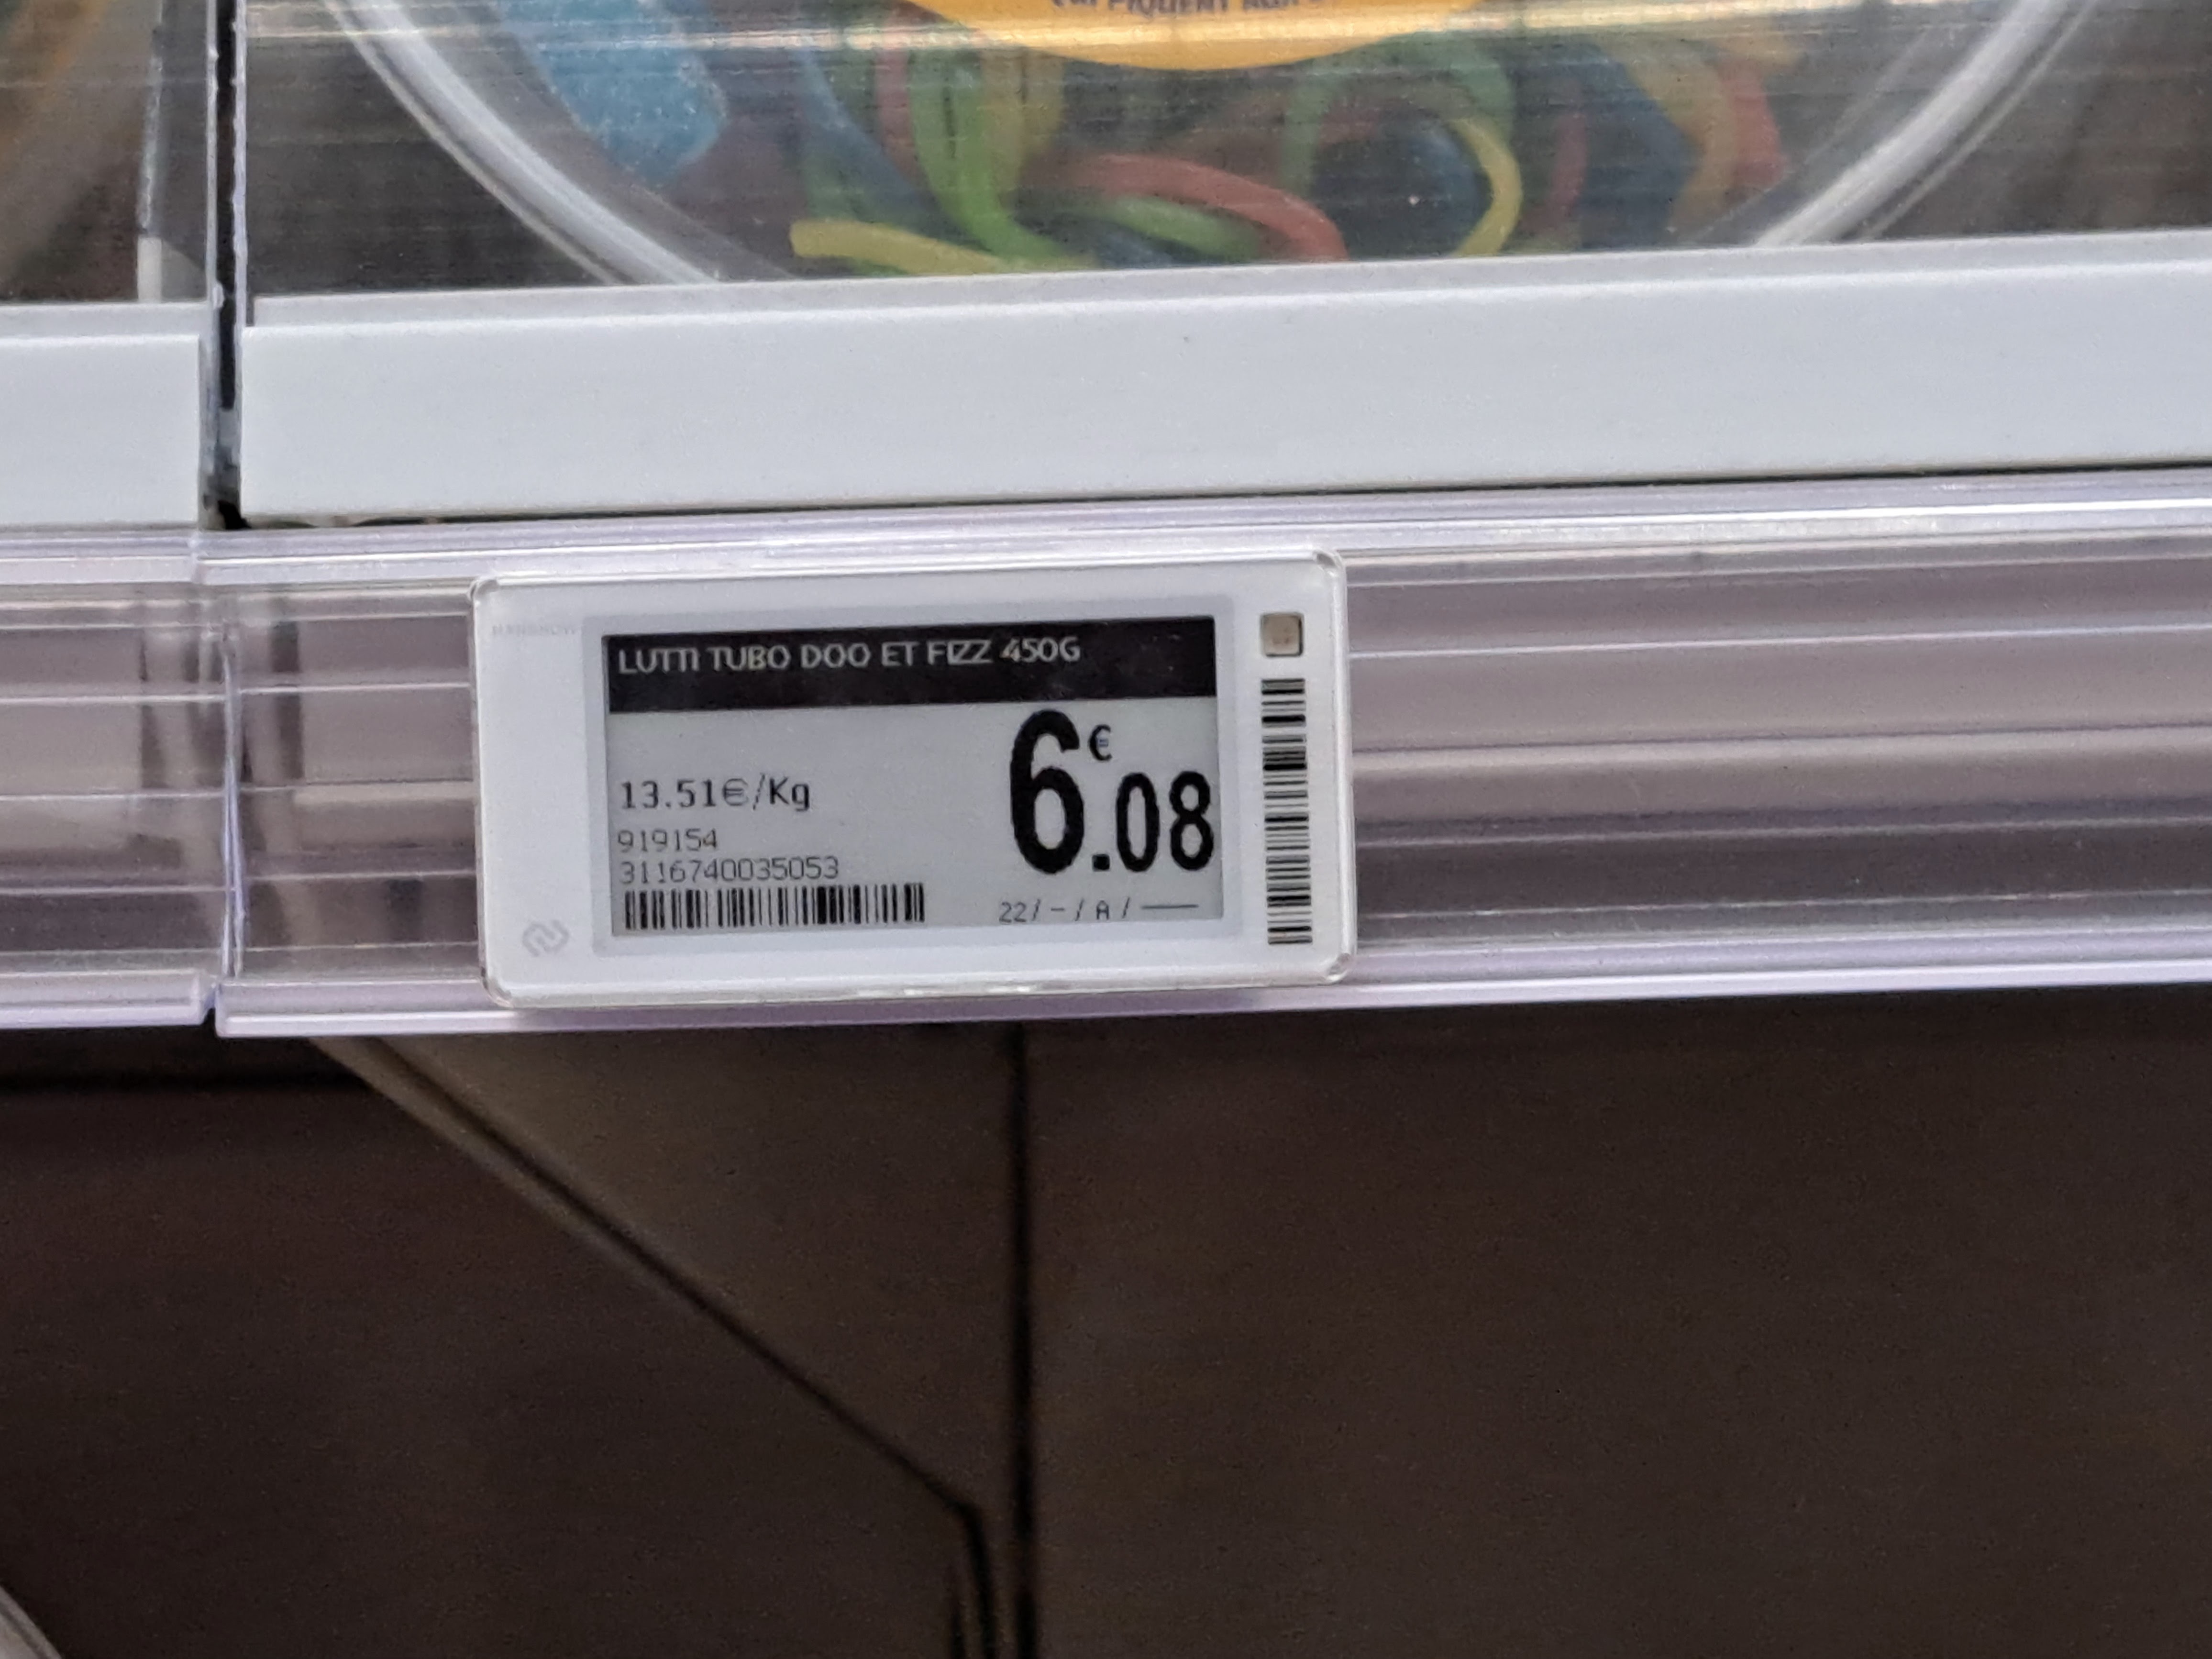 LUTTI TUBO DOO ET FIZZ 450G
6€.08
13.51€/Kg
919154
3116740035053
22/-/A/—